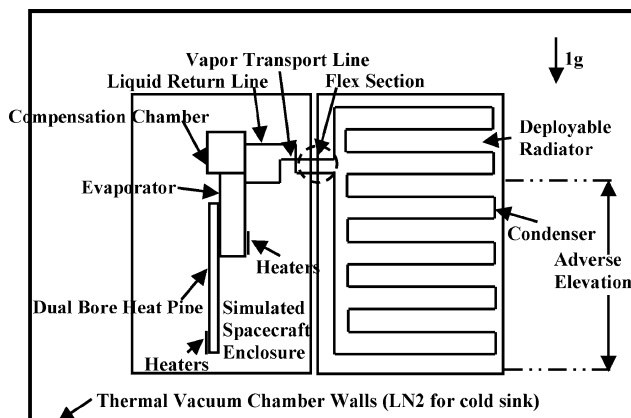 Vapor Transport Line
Liquid Return Line
Flex Section
1g
Compensation Chamber
Deployable
Radiator
Evaporator
Condenser
Heaters
Adverse
Elevation
Dual Bore Heat Pipe
Simulated
Spacecraft
Enclosure
Heaters
Thermal Vacuum Chamber Walls (LN2 for cold sink)